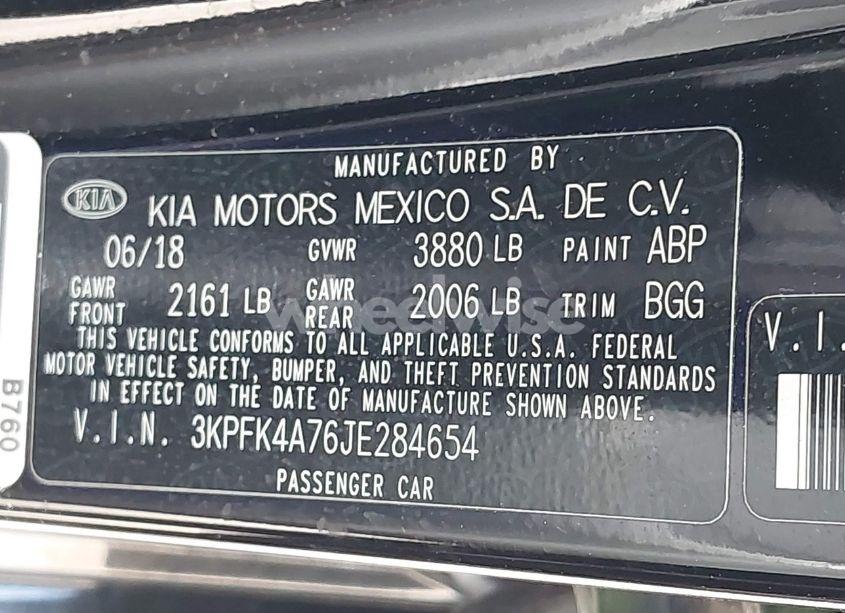 MANUFACTURED BY
KIA KIA MOTORS MEXICO S.A. DE C.V.
06/18 GVWR 3880 LB PAINT ABP
GAWR FRONT 2161 LB GAWR REAR 2006 LB TRIM BGG
THIS VEHICLE CONFORMS TO ALL APPLICABLE U.S.A. FEDERAL
MOTOR VEHICLE SAFETY, BUMPER, AND THEFT PREVENTION STANDARDS
IN EFFECT ON THE DATE OF MANUFACTURE SHOWN ABOVE.
V.I.N. 3KPFK4A76JE284654
PASSENGER CAR
V.I.
B760
wheelwise